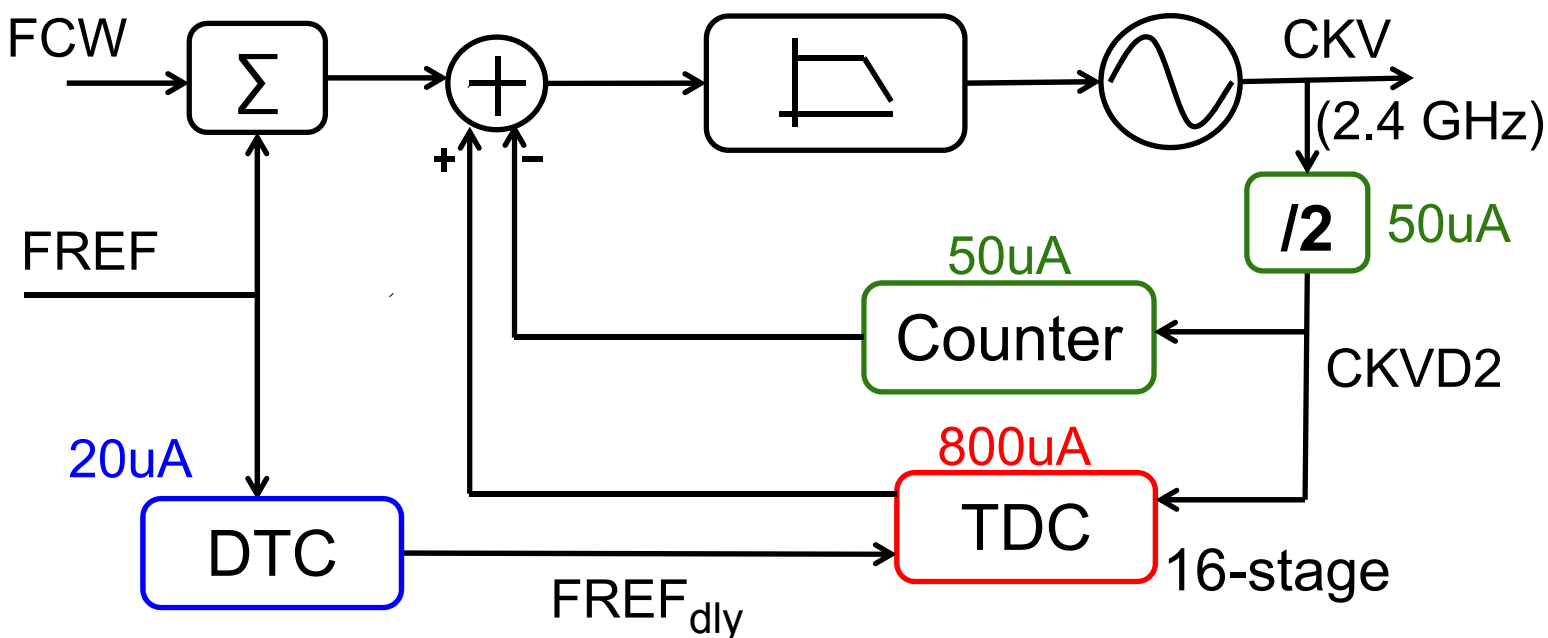 FCW
Σ
CKV
(2.4 GHz)
+
−
/2
50uA
FREF
50uA
Counter
CKVD2
20uA
800uA
DTC
TDC
FREFdly
16-stage